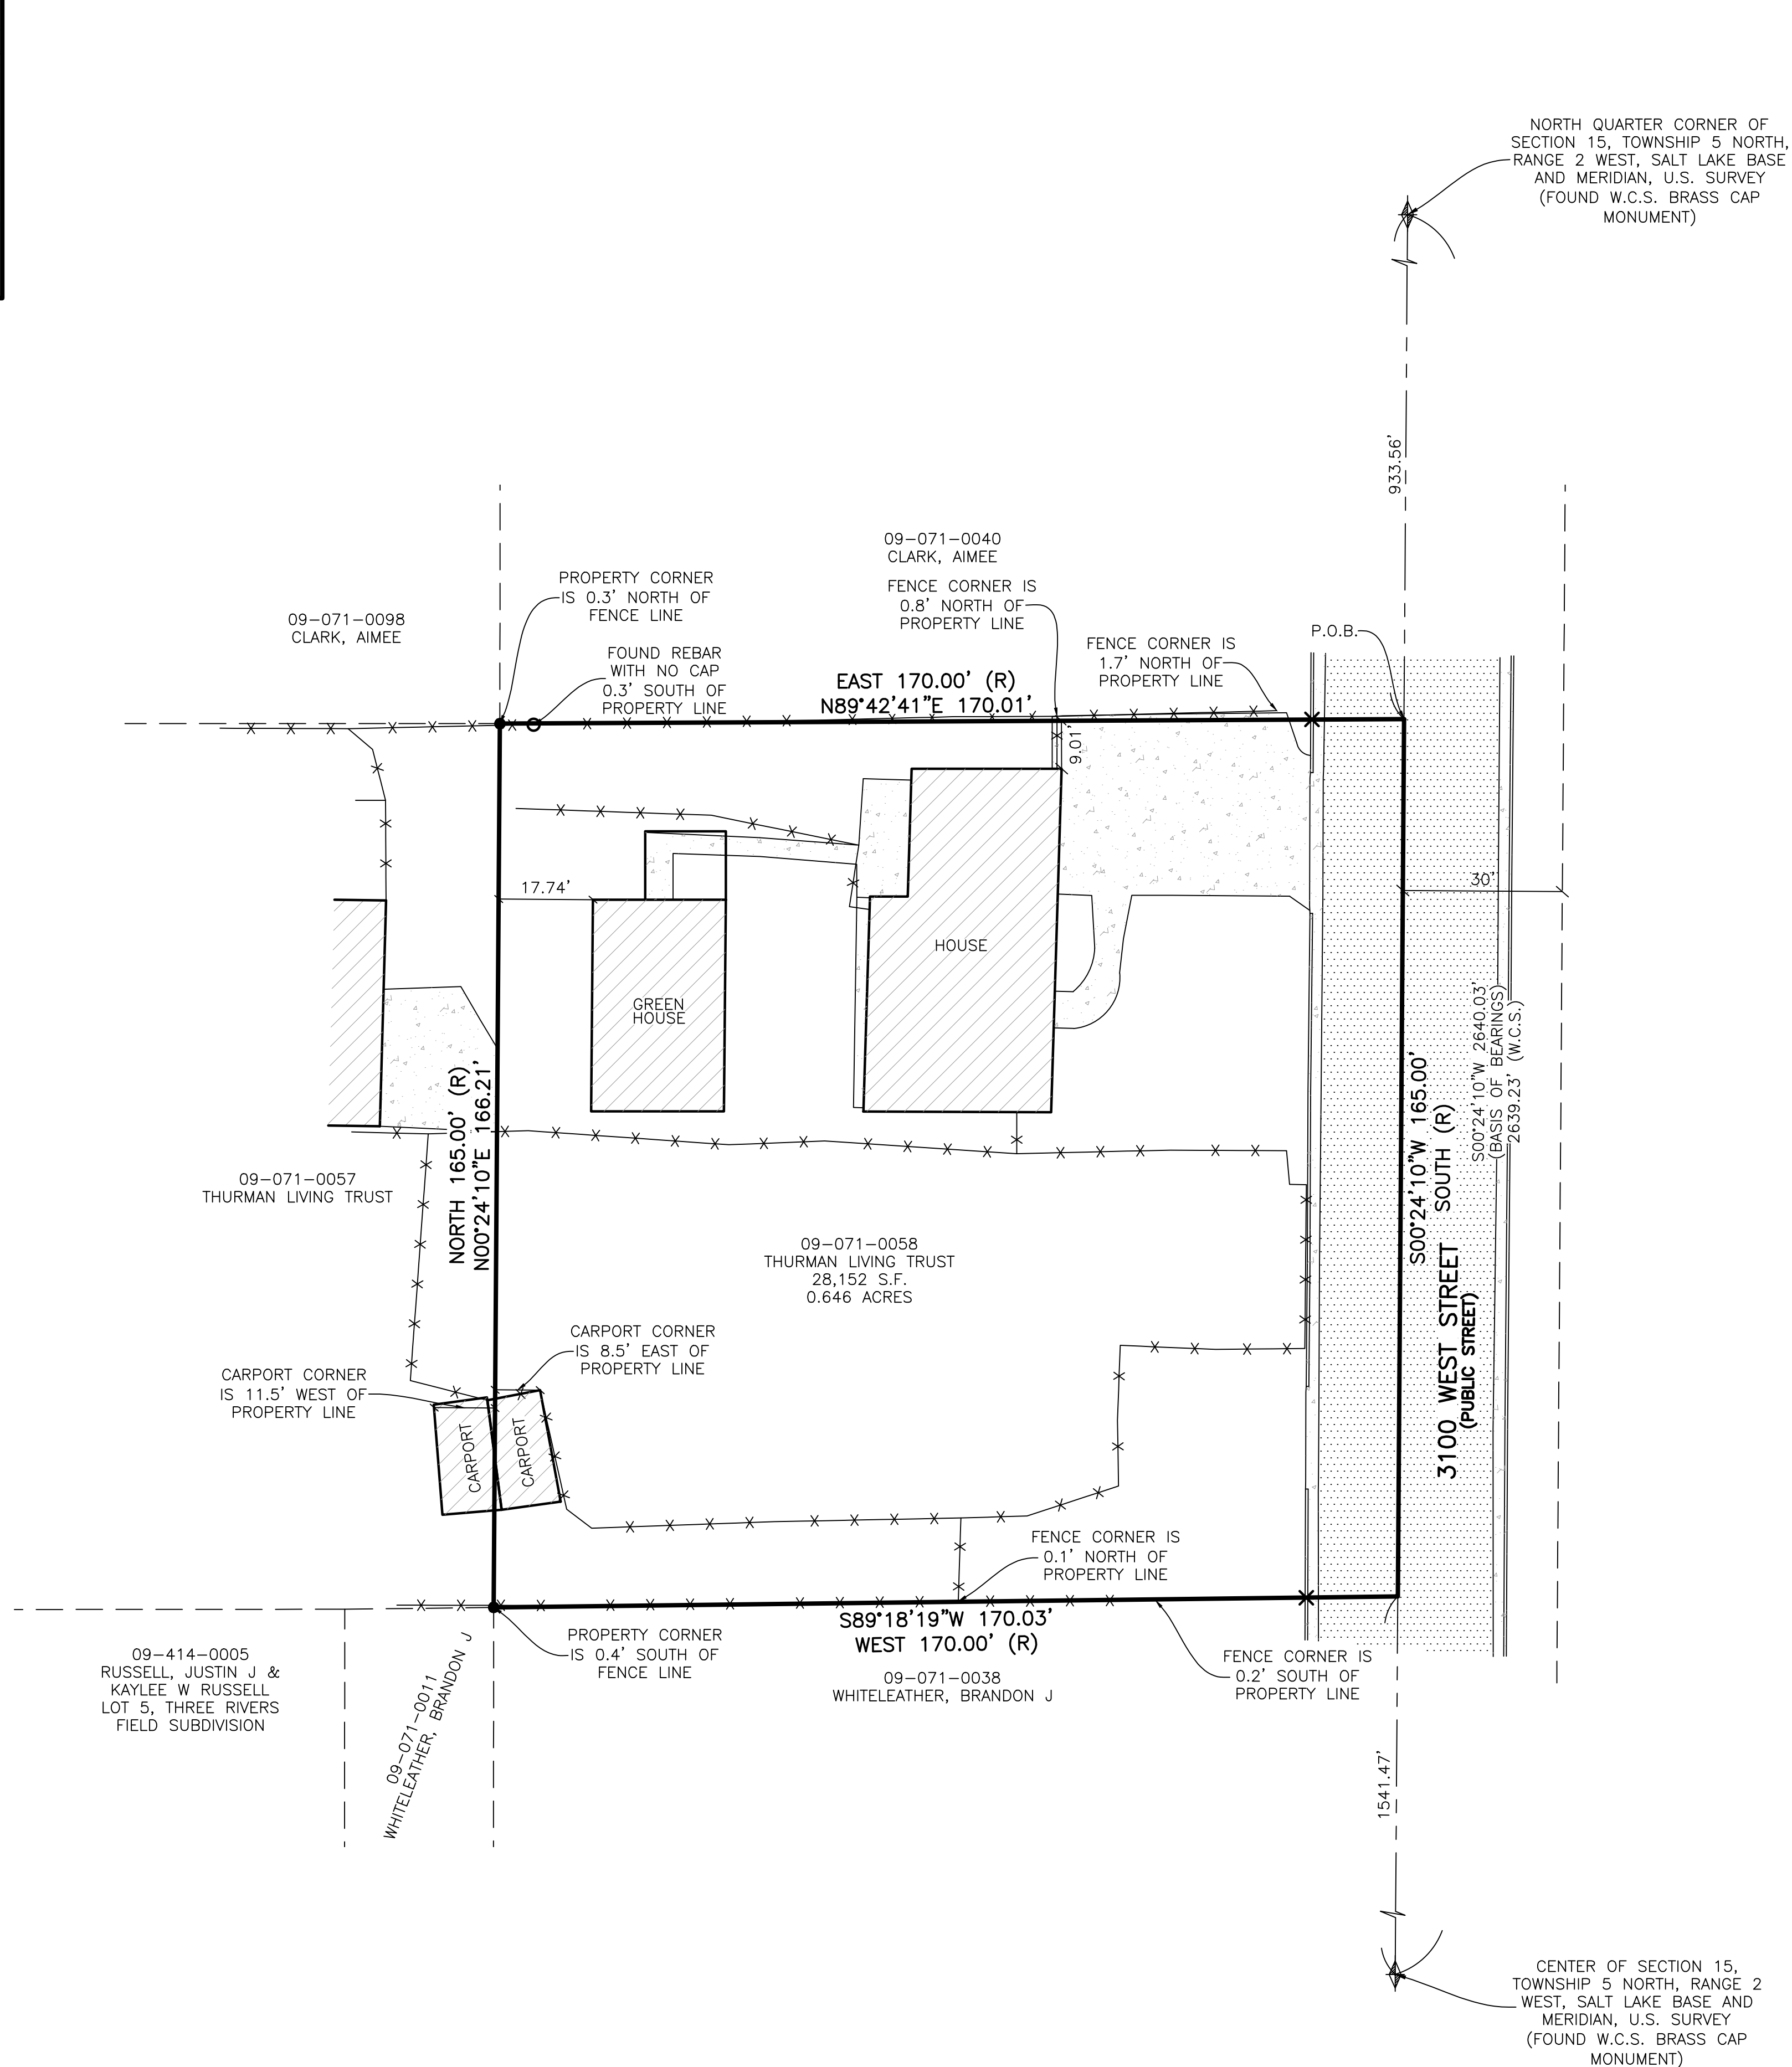 NORTH QUARTER CORNER OF
SECTION 15, TOWNSHIP 5 NORTH,
RANGE 2 WEST, SALT LAKE BASE
AND MERIDIAN, U.S. SURVEY
(FOUND W.C.S. BRASS CAP
MONUMENT)
933.56'
09-071-0040
CLARK, AIMEE
PROPERTY CORNER
IS 0.3' NORTH OF
FENCE LINE
FENCE CORNER IS
0.8' NORTH OF
PROPERTY LINE
09-071-0098
CLARK, AIMEE
P.O.B.
FENCE CORNER IS
1.7' NORTH OF
PROPERTY LINE
FOUND REBAR
WITH NO CAP
0.3' SOUTH OF
PROPERTY LINE
EAST 170.00' (R)
N89°42'41"E 170.01'
9.01'
17.74'
30'
HOUSE
GREEN
HOUSE
NORTH 165.00' (R)
N00°24'10"E 166.21'
S00°24'10"W 165.00'
SOUTH (R)
S00°24'10"W 2640.03'
(BASIS OF BEARINGS)
2639.23' (W.C.S.)
09-071-0057
THURMAN LIVING TRUST
09-071-0058
THURMAN LIVING TRUST
28,152 S.F.
0.646 ACRES
3100 WEST STREET
(PUBLIC STREET)
CARPORT CORNER
IS 8.5' EAST OF
PROPERTY LINE
CARPORT CORNER
IS 11.5' WEST OF
PROPERTY LINE
CARPORT
CARPORT
FENCE CORNER IS
0.1' NORTH OF
PROPERTY LINE
S89°18'19"W 170.03'
WEST 170.00' (R)
PROPERTY CORNER
IS 0.4' SOUTH OF
FENCE LINE
09-071-0038
WHITELEATHER, BRANDON J
FENCE CORNER IS
0.2' SOUTH OF
PROPERTY LINE
09-414-0005
RUSSELL, JUSTIN J &
KAYLEE W RUSSELL
LOT 5, THREE RIVERS
FIELD SUBDIVISION
09-071-0011
WHITELEATHER, BRANDON J
1541.47'
CENTER OF SECTION 15,
TOWNSHIP 5 NORTH, RANGE 2
WEST, SALT LAKE BASE AND
MERIDIAN, U.S. SURVEY
(FOUND W.C.S. BRASS CAP
MONUMENT)